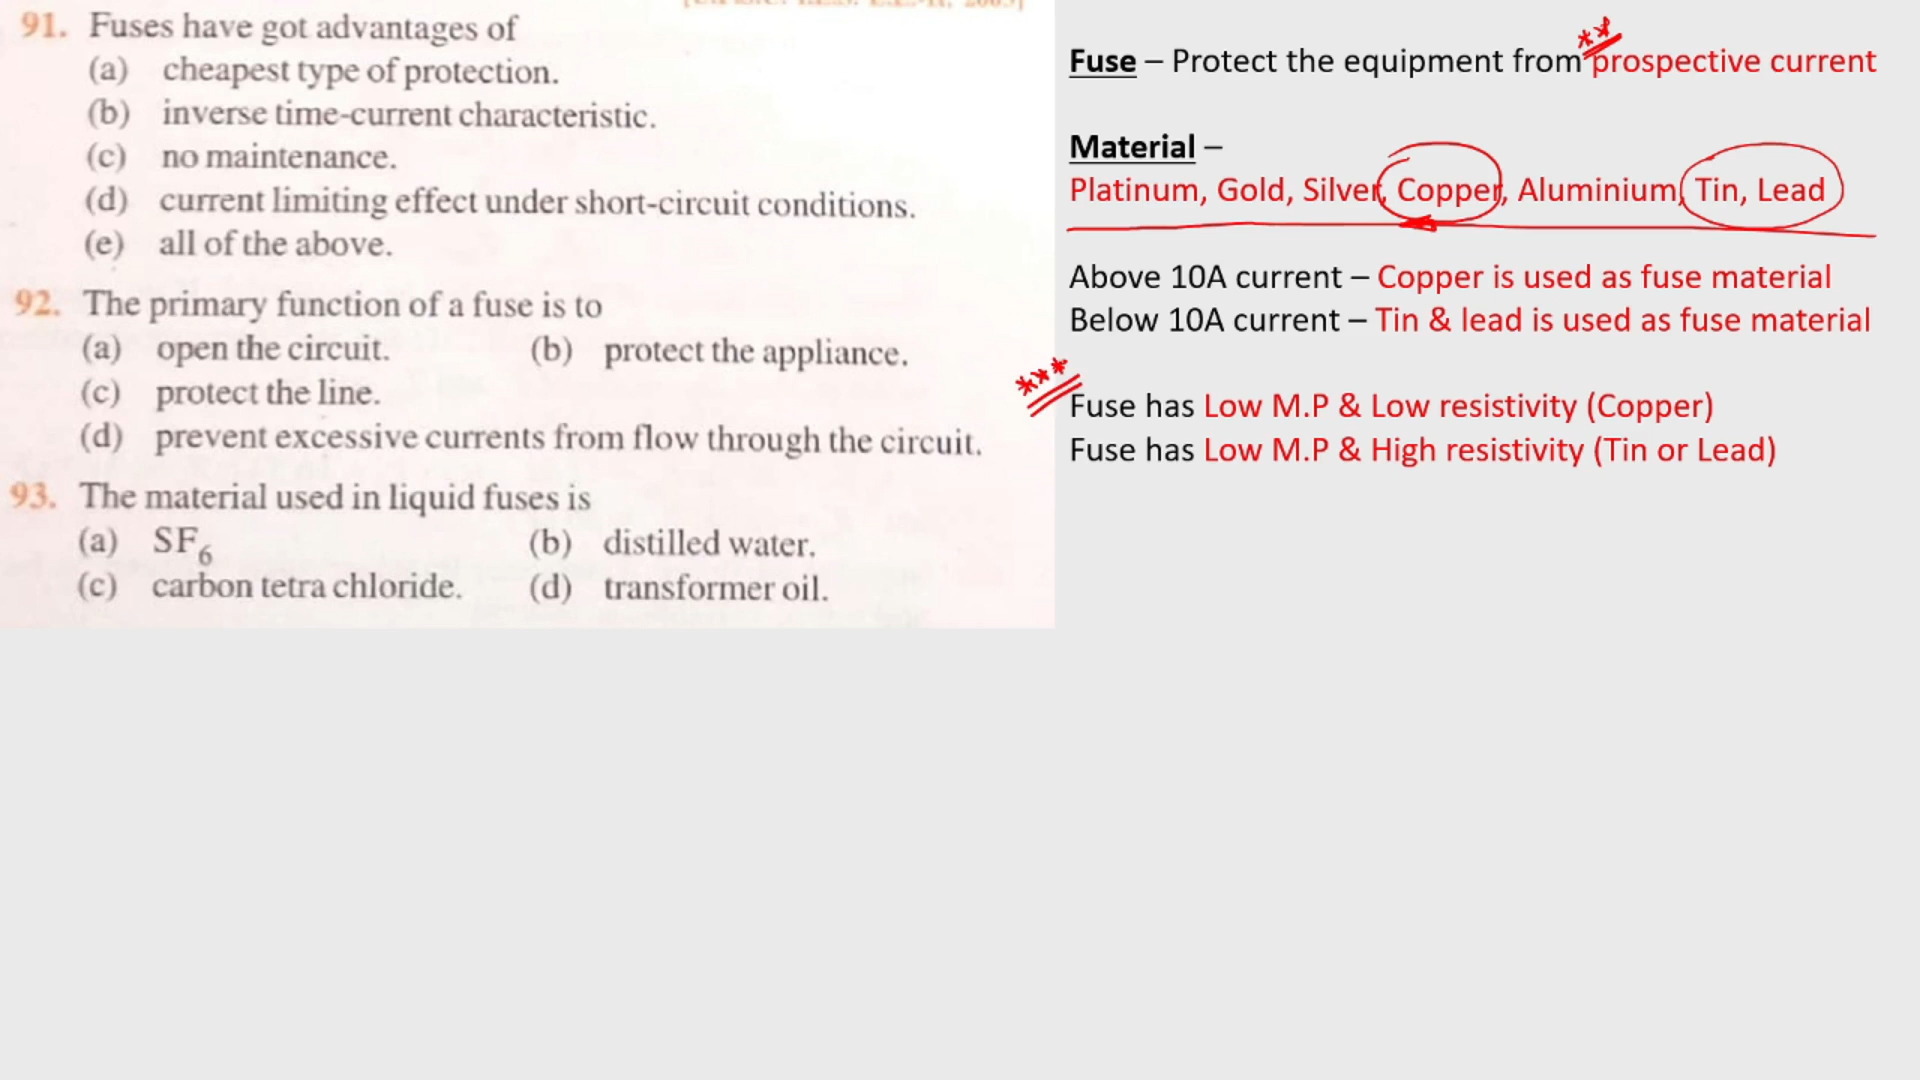 91. Fuses have got advantages of
(a) cheapest type of protection.
(b) inverse time-current characteristic.
(c) no maintenance.
(d) current limiting effect under short-circuit conditions.
(e) all of the above.
92. The primary function of a fuse is to
(a) open the circuit. (b) protect the appliance.
(c) protect the line.
(d) prevent excessive currents from flow through the circuit.
93. The material used in liquid fuses is
(a) SF6 (b) distilled water.
(c) carbon tetra chloride. (d) transformer oil.
Fuse – Protect the equipment from prospective current
Material –
Platinum, Gold, Silver, Copper, Aluminium, Tin, Lead
Above 10A current – Copper is used as fuse material
Below 10A current – Tin & lead is used as fuse material
Fuse has Low M.P & Low resistivity (Copper)
Fuse has Low M.P & High resistivity (Tin or Lead)